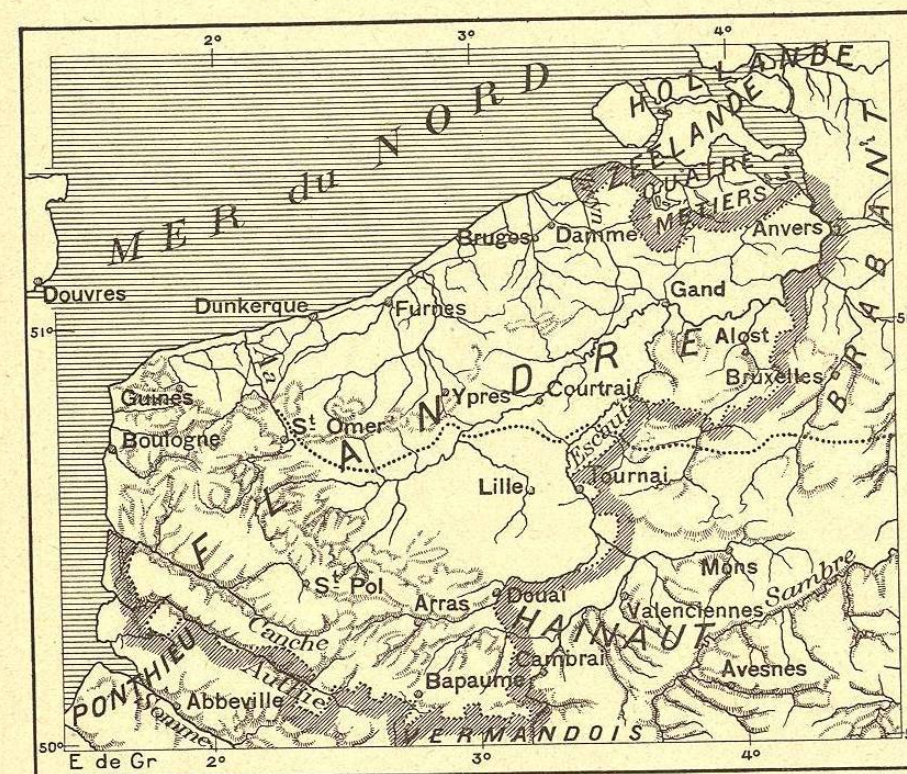 2° 3° 4°
HOLLANDE
MER du NORD
ZEELANDE
QUATRE
METIERS
BRABANT
Bruges
Damme
Anvers
Douvres
Dunkerque
Furnes
Gand
51°
Aa
Alost
Guines
Ypres
Courtrai
Bruxelles
St Omer
Boulogne
FLANDRE
Escaut
Lille
Tournai
St Pol
Mons
Sambre
Arras
Douai
Valenciennes
HAINAUT
Canche
Cambrai
PONTHIEU
Authie
Avesnes
Abbeville
Bapaume
Somme
VERMANDOIS
50°
E de Gr
2° 3° 4°